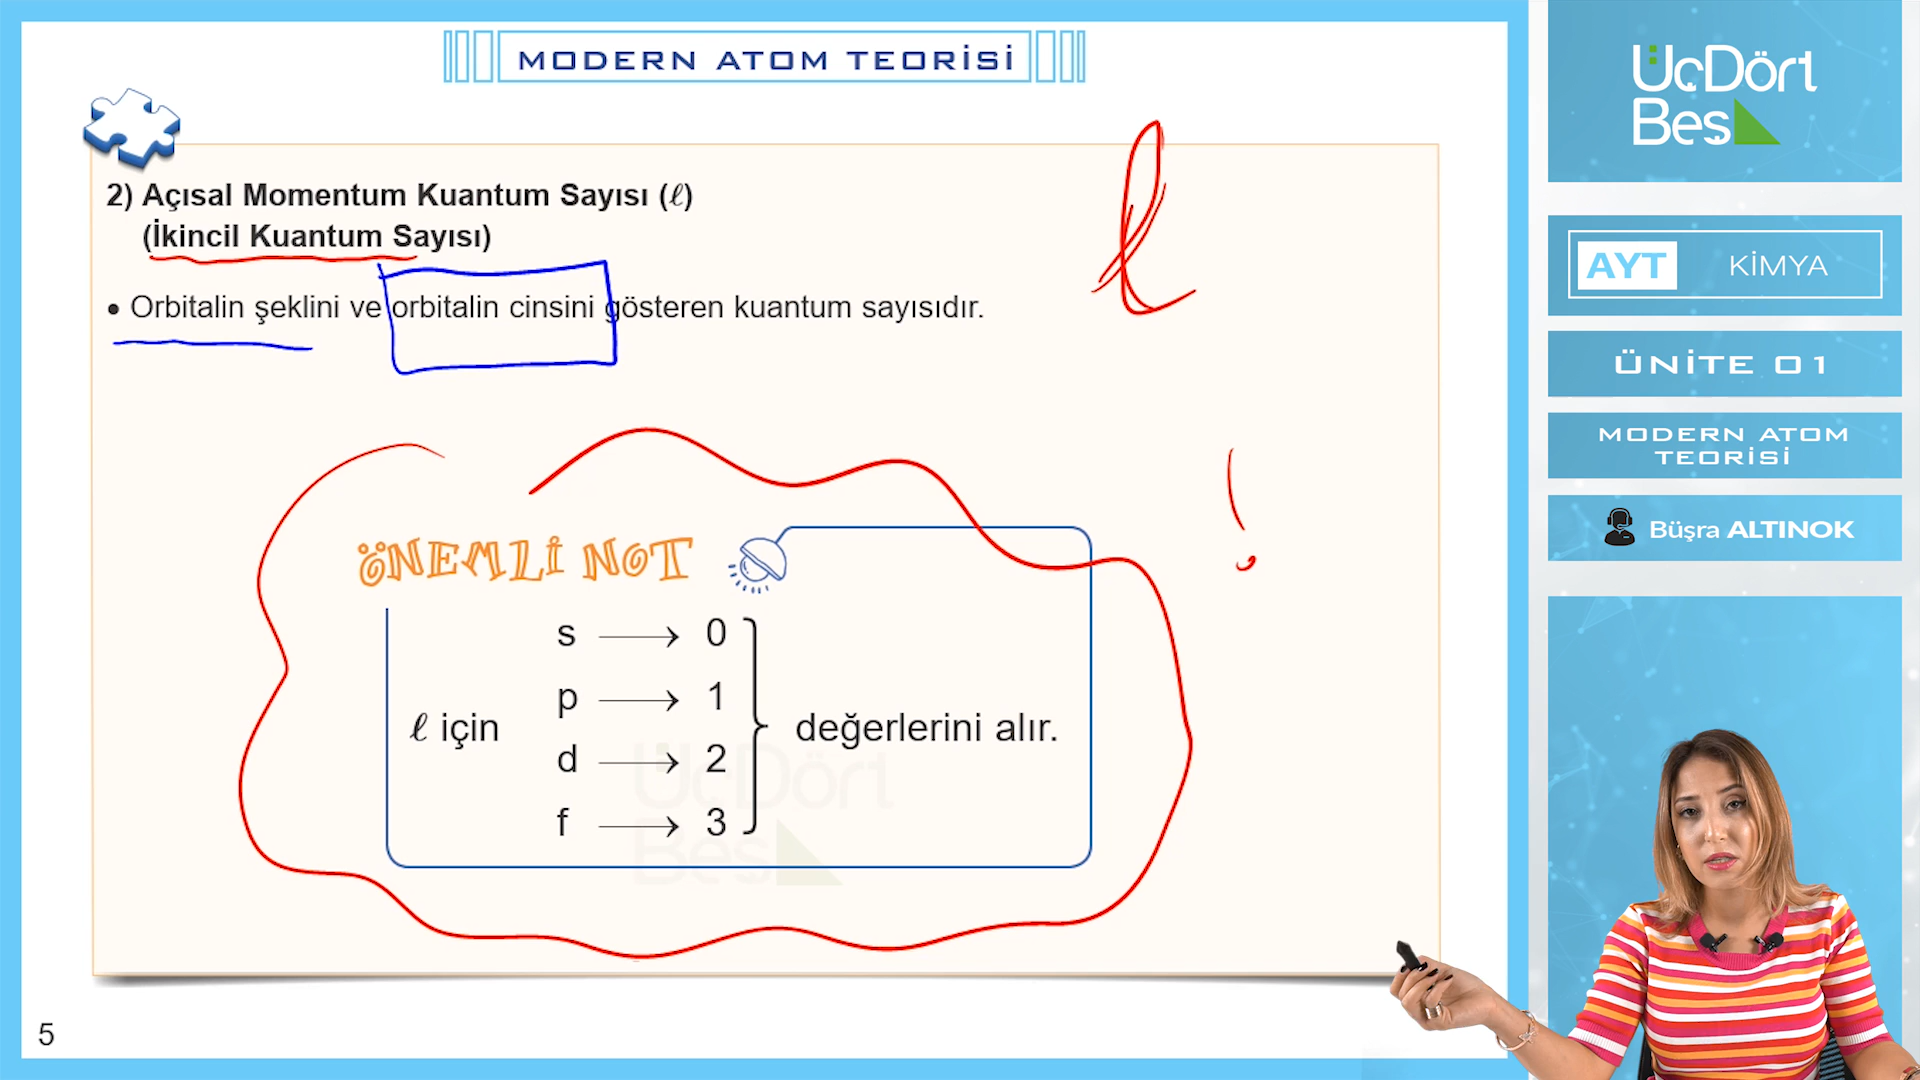 MODERN ATOM TEORİSİ
2) Açısal Momentum Kuantum Sayısı (ℓ)
(İkincil Kuantum Sayısı)
• Orbitalin şeklini ve orbitalin cinsini gösteren kuantum sayısıdır.
ℓ
!
ÖNEMLİ NOT
ℓ için
s → 0
p → 1
d → 2
f → 3
değerlerini alır.
ÜçDört
Beş
5
ÜçDört
Beş
AYT KİMYA
ÜNİTE 01
MODERN ATOM
TEORİSİ
Büşra ALTINOK